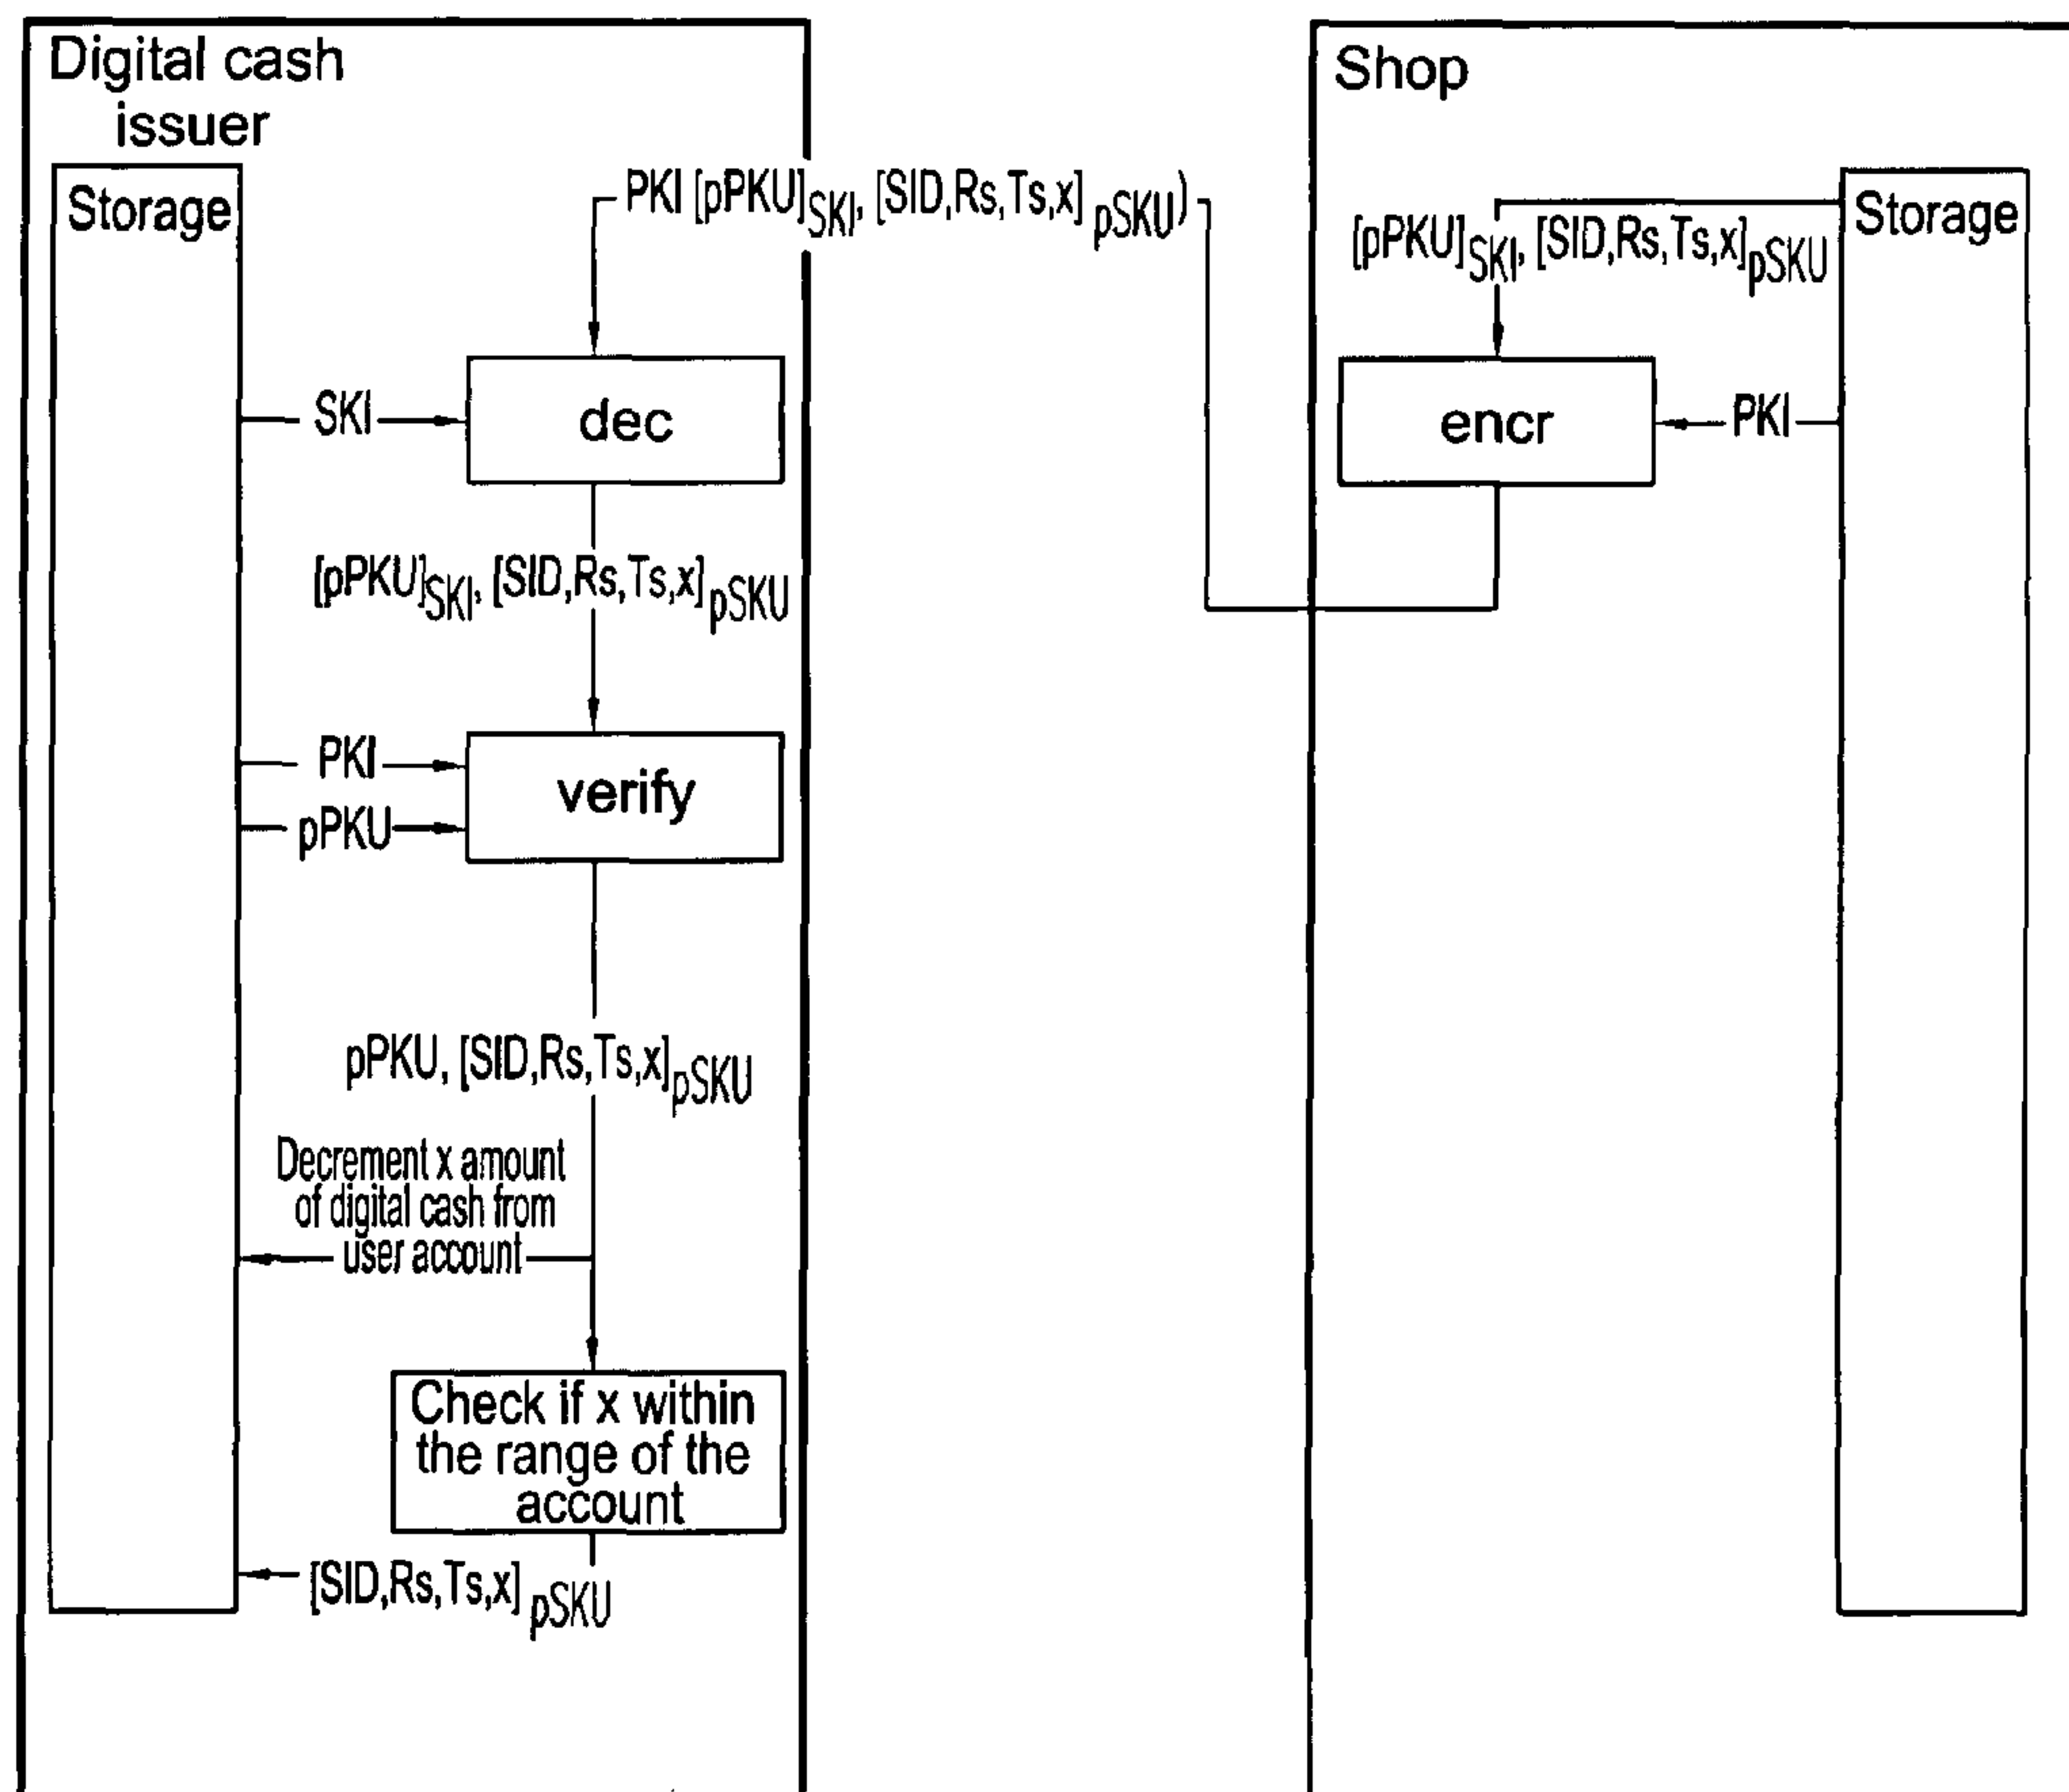 Digital cash
issuer
Storage
PKI [pPKU]SKI, [SID,Rs,Ts,x] pSKU)
SKI
dec
[pPKU]SKI, [SID,Rs,Ts,x]pSKU
PKI
verify
pPKU
pPKU, [SID,Rs,Ts,x]pSKU
Decrement x amount
of digital cash from
user account
Check if x within
the range of the
account
[SID,Rs,Ts,x] pSKU
Shop
Storage
[pPKU]SKI, [SID,Rs,Ts,x]pSKU
encr
PKI